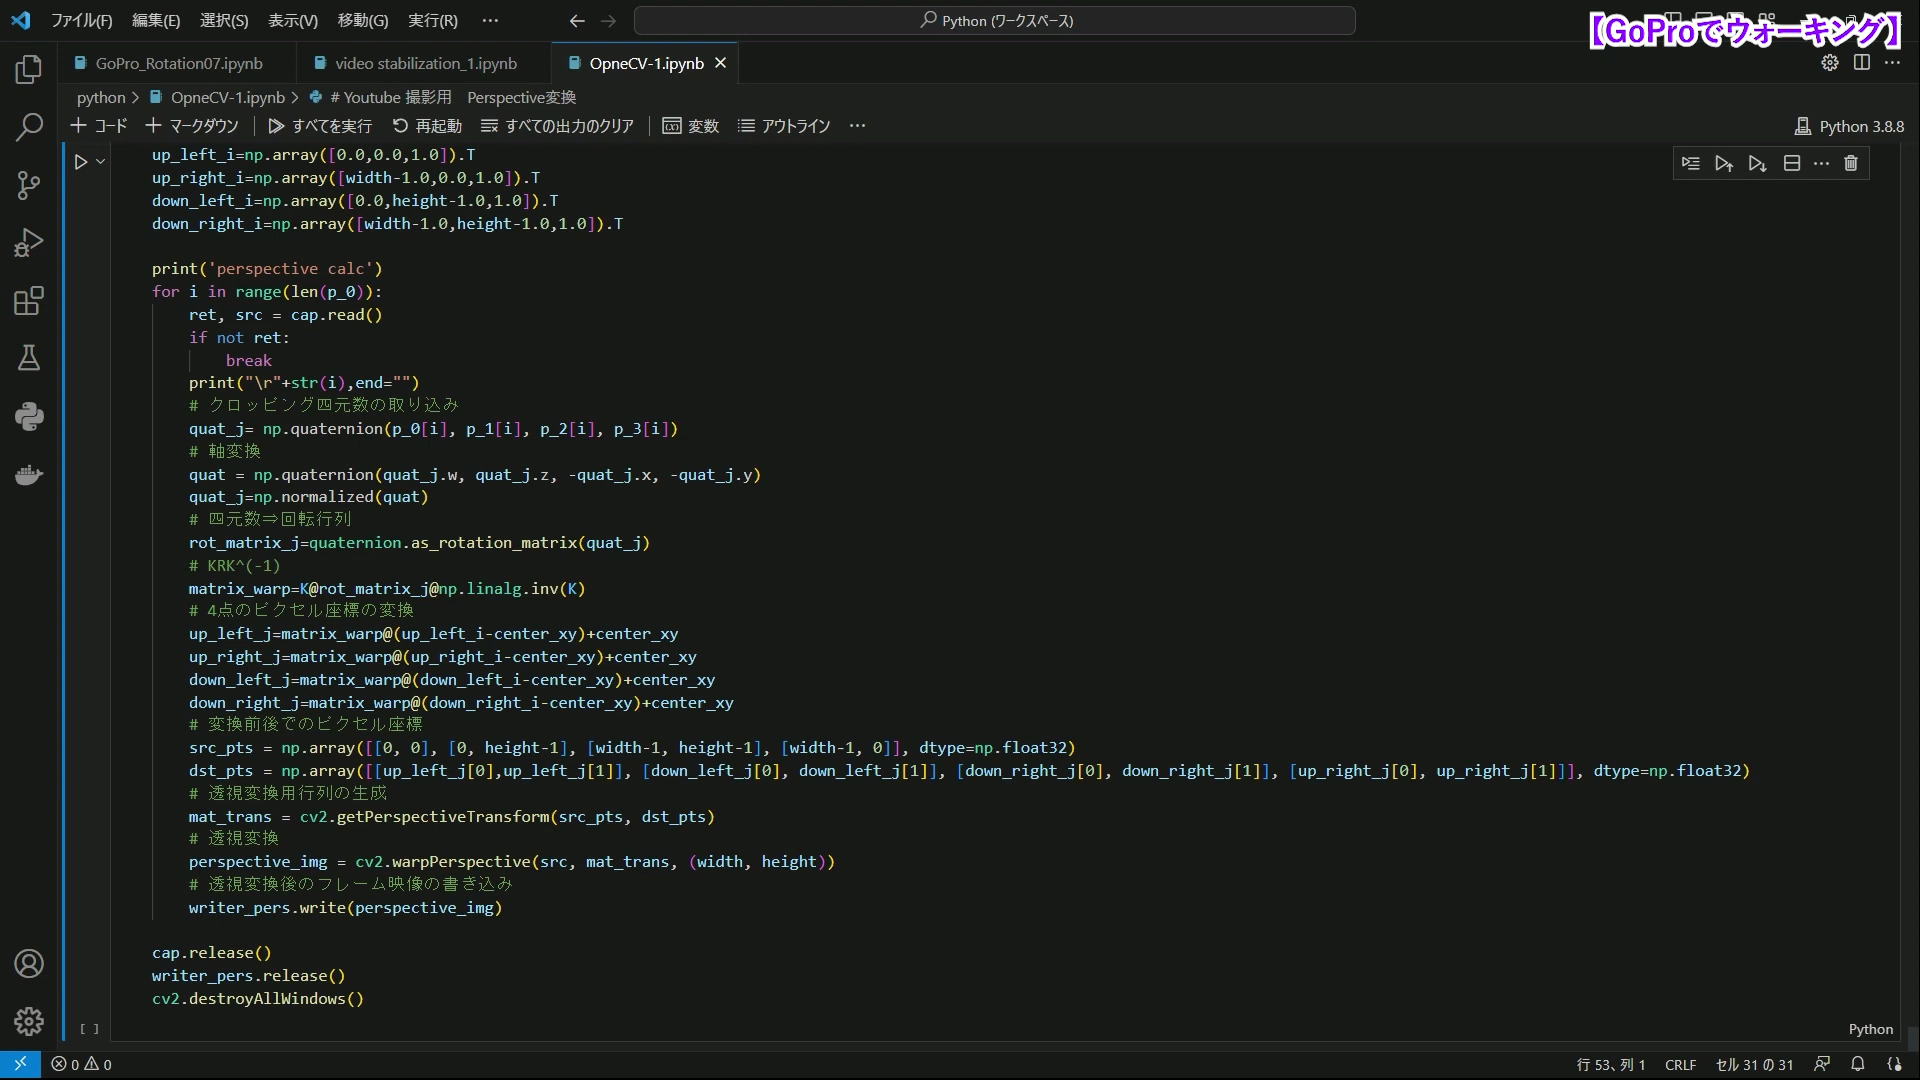 ファイル(F) 編集(E) 選択(S) 表示(V) 移動(G) 実行(R) ··· Python (ワークスペース)
【GoProでウォーキング】
GoPro_Rotation07.ipynb video stabilization_1.ipynb OpneCV-1.ipynb
python > OpneCV-1.ipynb > # Youtube 撮影用 Perspective変換
コード マークダウン すべてを実行 再起動 すべての出力のクリア 変数 アウトライン ··· Python 3.8.8
up_left_i=np.array([0.0,0.0,1.0]).T
up_right_i=np.array([width-1.0,0.0,1.0]).T
down_left_i=np.array([0.0,height-1.0,1.0]).T
down_right_i=np.array([width-1.0,height-1.0,1.0]).T
print('perspective calc')
for i in range(len(p_0)):
ret, src = cap.read()
if not ret:
break
print("\r"+str(i),end="")
# クロッピング四元数の取り込み
quat_j= np.quaternion(p_0[i], p_1[i], p_2[i], p_3[i])
# 軸変換
quat = np.quaternion(quat_j.w, quat_j.z, -quat_j.x, -quat_j.y)
quat_j=np.normalized(quat)
# 四元数⇒回転行列
rot_matrix_j=quaternion.as_rotation_matrix(quat_j)
# KRK^(-1)
matrix_warp=K@rot_matrix_j@np.linalg.inv(K)
# 4点のピクセル座標の変換
up_left_j=matrix_warp@(up_left_i-center_xy)+center_xy
up_right_j=matrix_warp@(up_right_i-center_xy)+center_xy
down_left_j=matrix_warp@(down_left_i-center_xy)+center_xy
down_right_j=matrix_warp@(down_right_i-center_xy)+center_xy
# 変換前後でのピクセル座標
src_pts = np.array([[0, 0], [0, height-1], [width-1, height-1], [width-1, 0]], dtype=np.float32)
dst_pts = np.array([[up_left_j[0],up_left_j[1]], [down_left_j[0], down_left_j[1]], [down_right_j[0], down_right_j[1]], [up_right_j[0], up_right_j[1]]], dtype=np.float32)
# 透視変換用行列の生成
mat_trans = cv2.getPerspectiveTransform(src_pts, dst_pts)
# 透視変換
perspective_img = cv2.warpPerspective(src, mat_trans, (width, height))
# 透視変換後のフレーム映像の書き込み
writer_pers.write(perspective_img)
cap.release()
writer_pers.release()
cv2.destroyAllWindows()
[ ] Python
0 0 行 53、列 1 CRLF セル 31 の 31